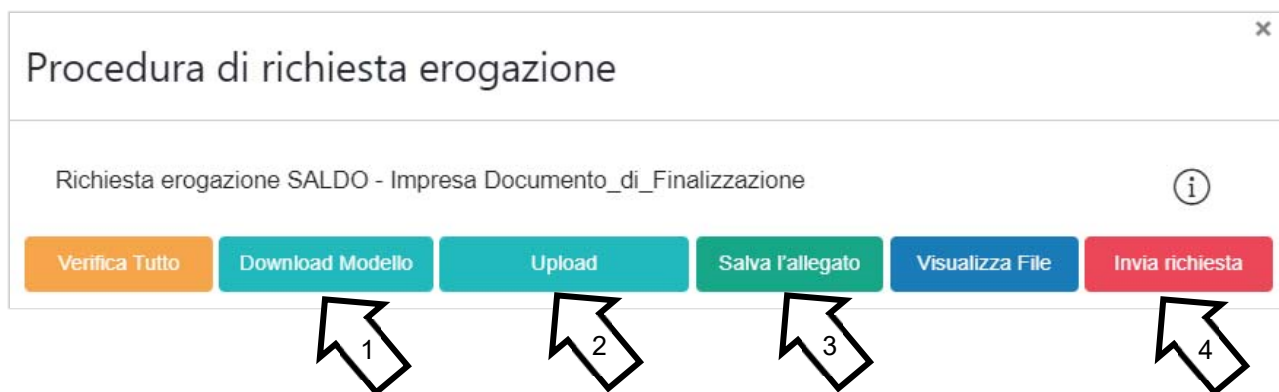 ×
Procedura di richiesta erogazione
Richiesta erogazione SALDO - Impresa Documento_di_Finalizzazione
i
Verifica Tutto Download Modello Upload Salva l'allegato Visualizza File Invia richiesta
1 2 3 4